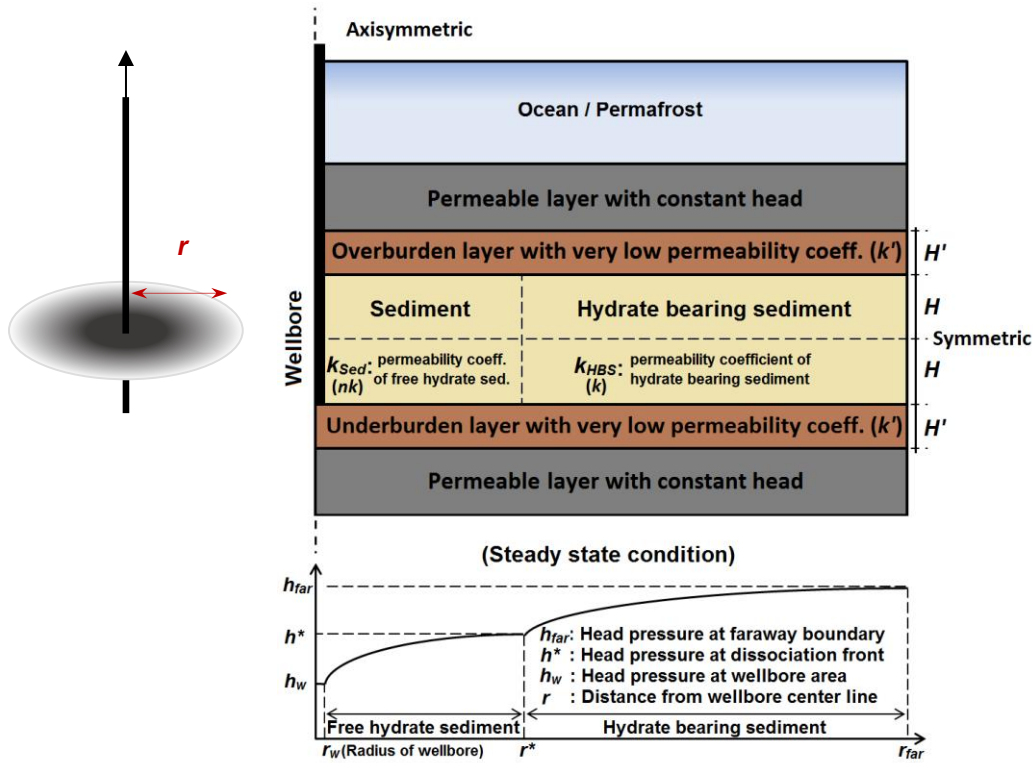 Axisymmetric
Ocean / Permafrost
Permeable layer with constant head
r
Overburden layer with very low permeability coeff. (k')
H'
Wellbore
Sediment
Hydrate bearing sediment
H
Symmetric
kSed: permeability coeff.
(nk) of free hydrate sed.
kHBS: permeability coefficient of
(k) hydrate bearing sediment
H
Underburden layer with very low permeability coeff. (k')
H'
Permeable layer with constant head
(Steady state condition)
hfar
h*
hw
hfar: Head pressure at faraway boundary
h* : Head pressure at dissociation front
hw : Head pressure at wellbore area
r : Distance from wellbore center line
Free hydrate sediment
Hydrate bearing sediment
rw (Radius of wellbore)
r*
rfar